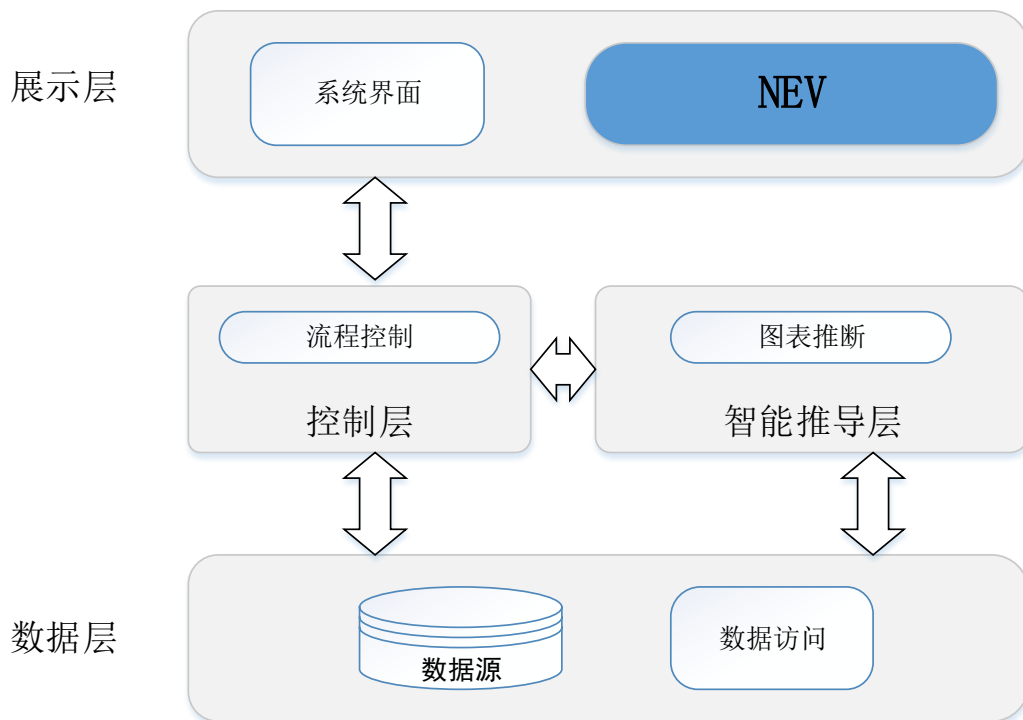 展示层
系统界面
NEV
流程控制
图表推断
控制层
智能推导层
数据层
数据源
数据访问